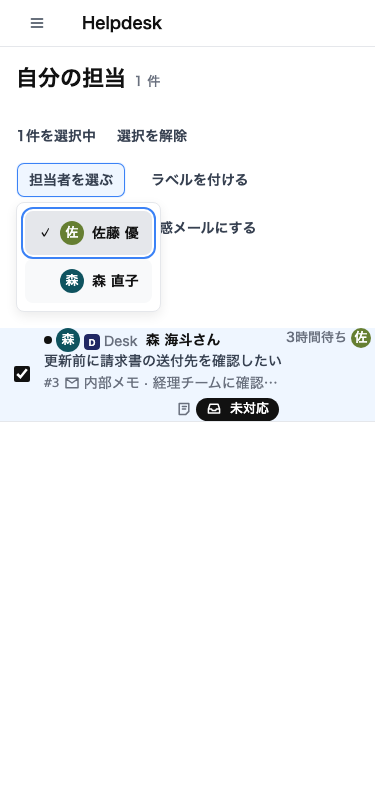 Helpdesk
自分の担当 1 件
1件を選択中 選択を解除
担当者を選ぶ ラベルを付ける
惑メールにする
✓ 佐 佐藤 優
森 森 直子
森 D Desk 森 海斗さん 3時間待ち 佐
更新前に請求書の送付先を確認したい
#3 内部メモ · 経理チームに確認…
未対応